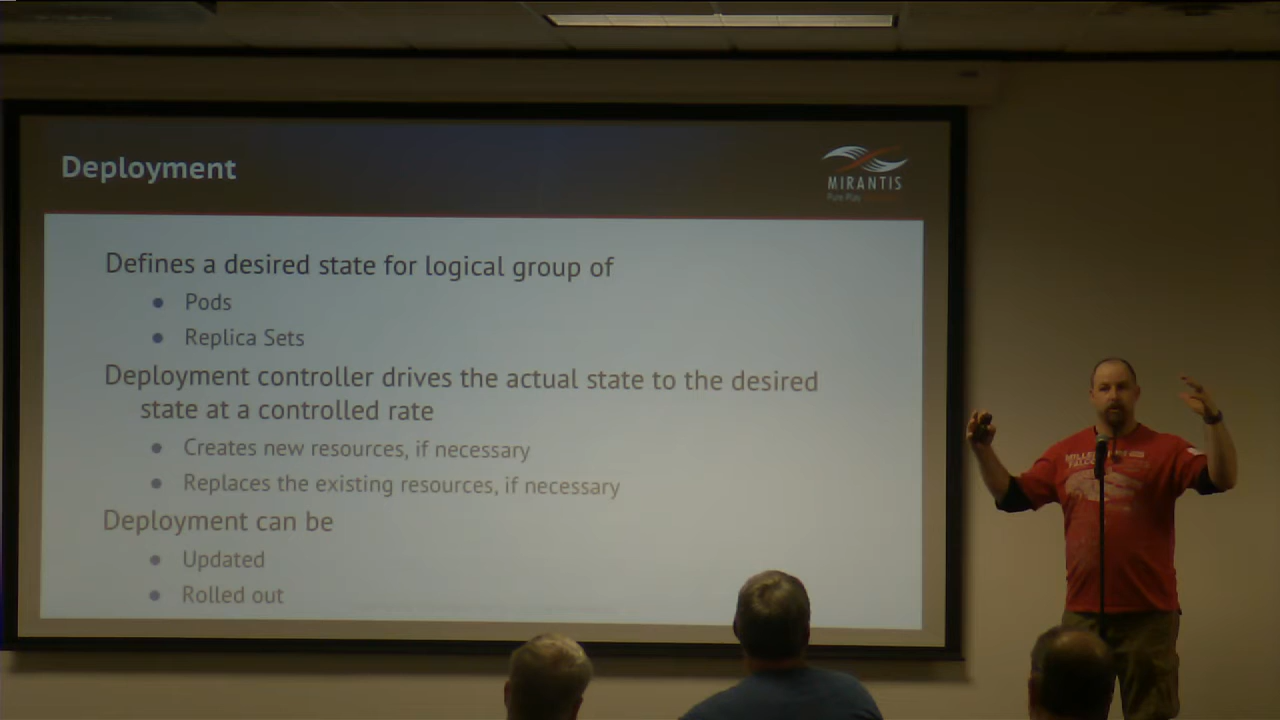 Deployment
MIRANTIS
Pure Play
Defines a desired state for logical group of
● Pods
● Replica Sets
Deployment controller drives the actual state to the desired
state at a controlled rate
● Creates new resources, if necessary
● Replaces the existing resources, if necessary
Deployment can be
● Updated
● Rolled out